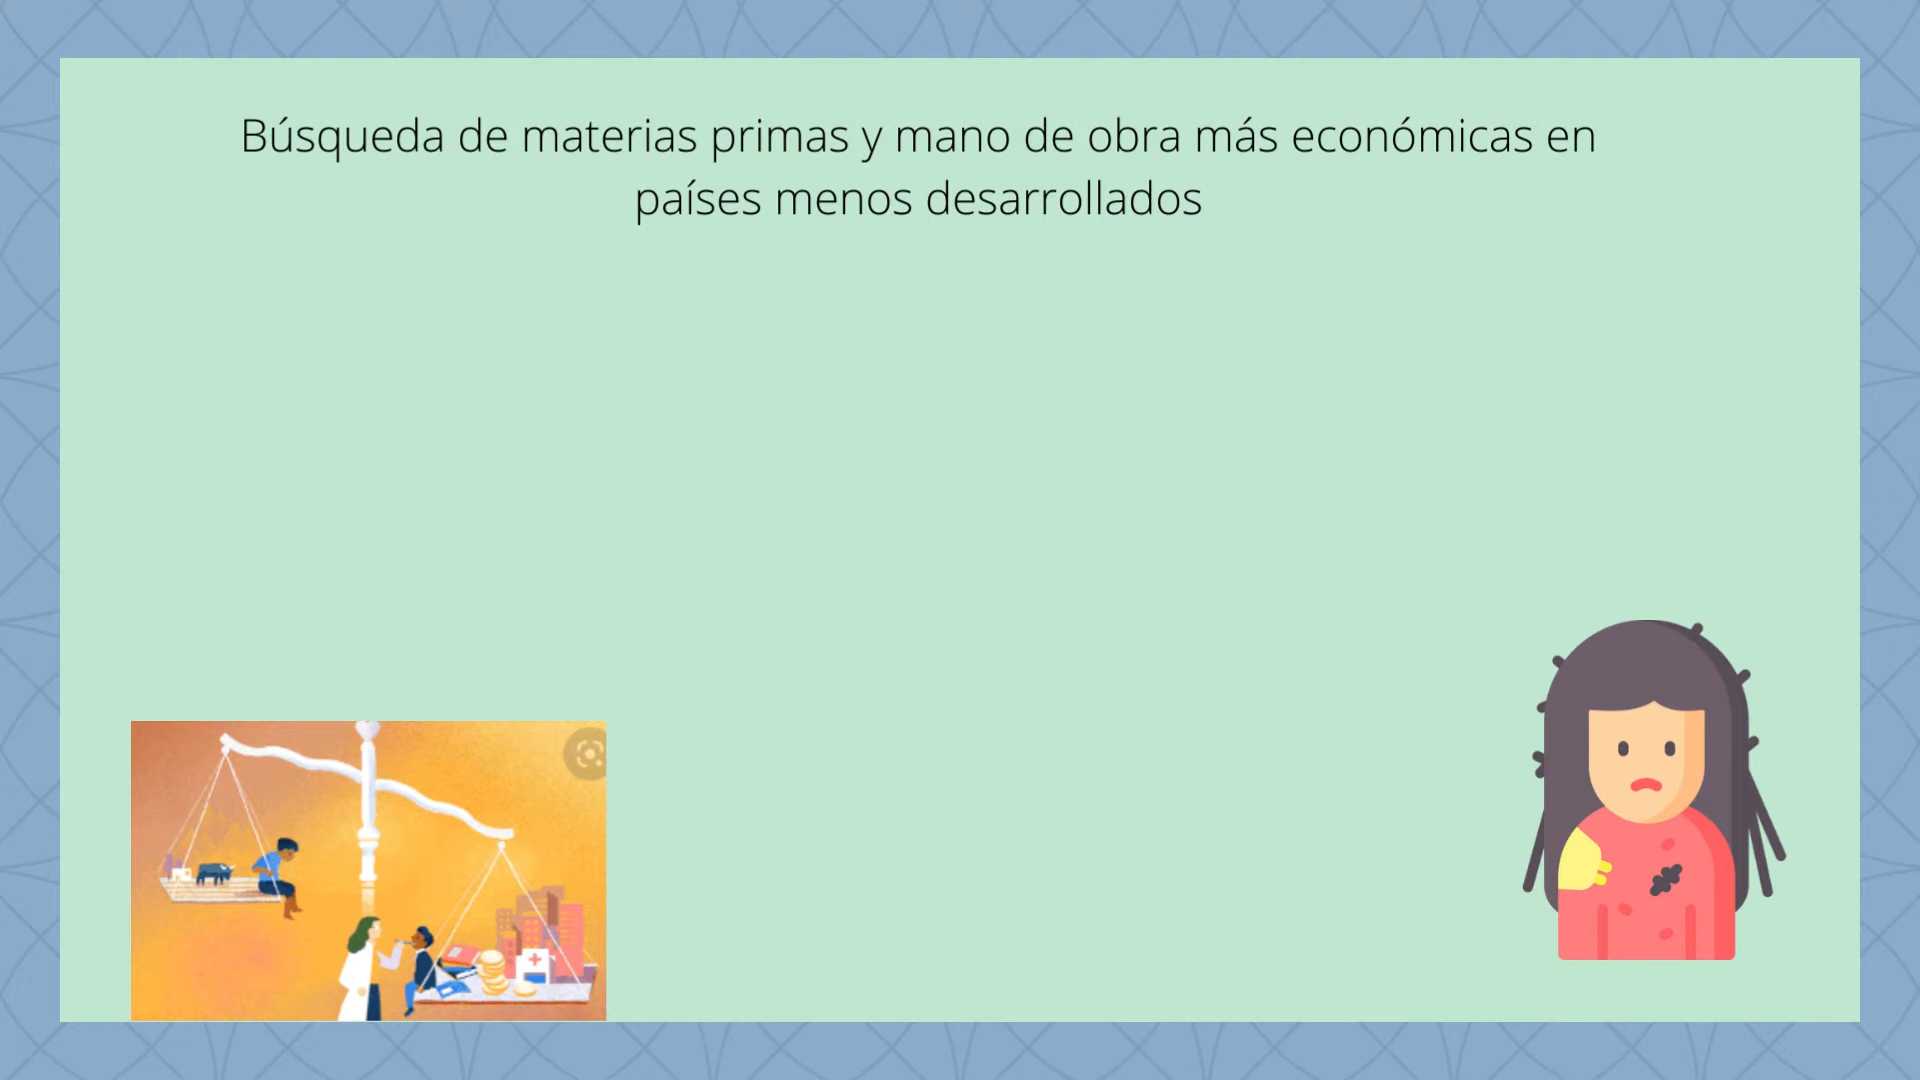 Búsqueda de materias primas y mano de obra más económicas en
países menos desarrollados